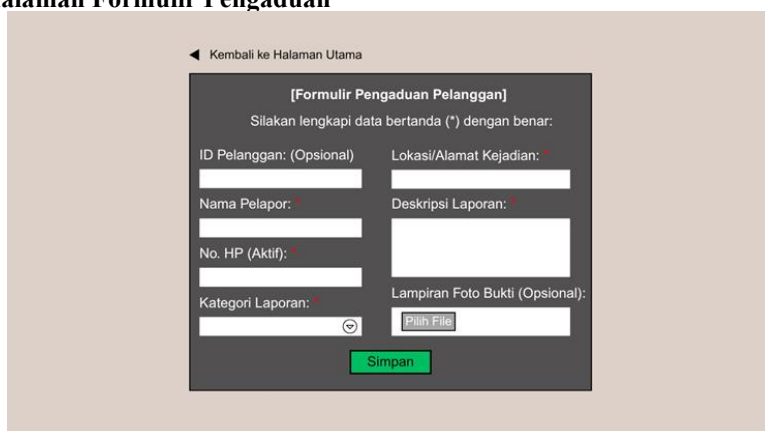 Halaman Formulir Pengaduan
Kembali ke Halaman Utama
[Formulir Pengaduan Pelanggan]
Silakan lengkapi data bertanda (*) dengan benar:
ID Pelanggan: (Opsional)
Nama Pelapor: *
No. HP (Aktif): *
Kategori Laporan: *
Lokasi/Alamat Kejadian: *
Deskripsi Laporan: *
Lampiran Foto Bukti (Opsional):
Pilih File
Simpan